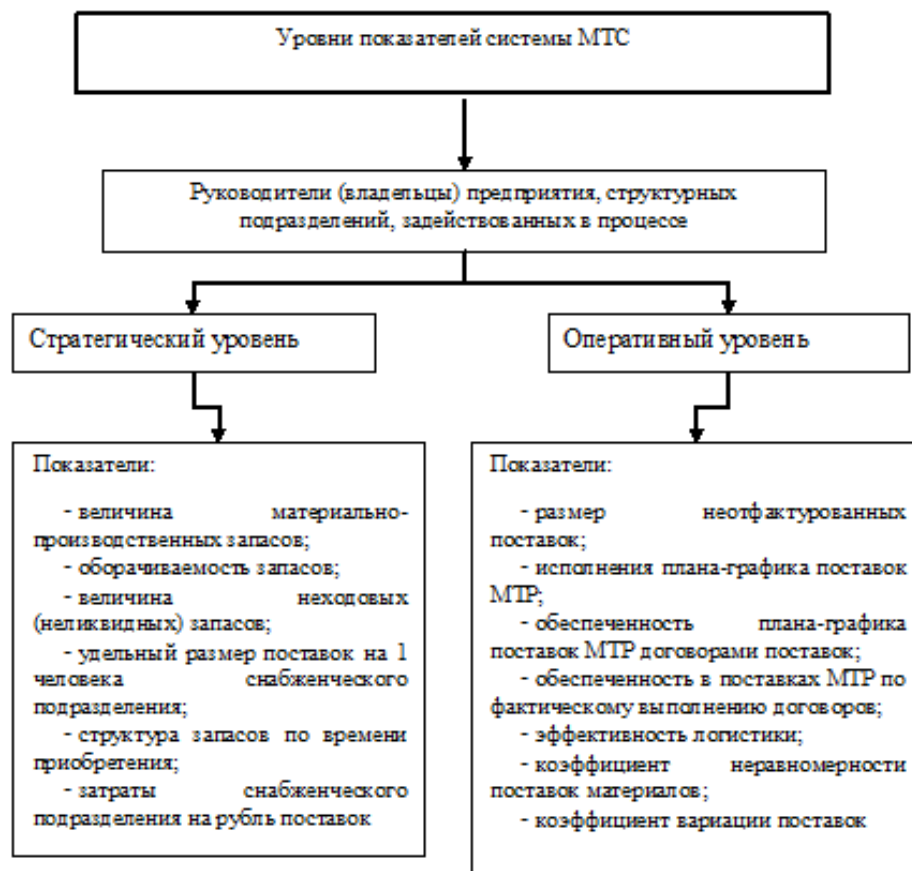 Уровни показателей системы МТС
Руководители (владельцы) предприятия, структурных
подразделений, задействованных в процессе
Стратегический уровень
Оперативный уровень
Показатели:
- величина материально-
производственных запасов;
- оборачиваемость запасов;
- величина неходовых
(неликвидных) запасов;
- удельный размер поставок на 1
человека снабженческого
подразделения;
- структура запасов по времени
приобретения;
- затраты снабженческого
подразделения на рубль поставок
Показатели:
- размер неотфактурованных
поставок;
- исполнения плана-графика поставок
МТР;
- обеспеченность плана-графика
поставок МТР договорами поставок;
- обеспеченность в поставках МТР по
фактическому выполнению договоров;
- эффективность логистики;
- коэффициент неравномерности
поставок материалов;
- коэффициент вариации поставок